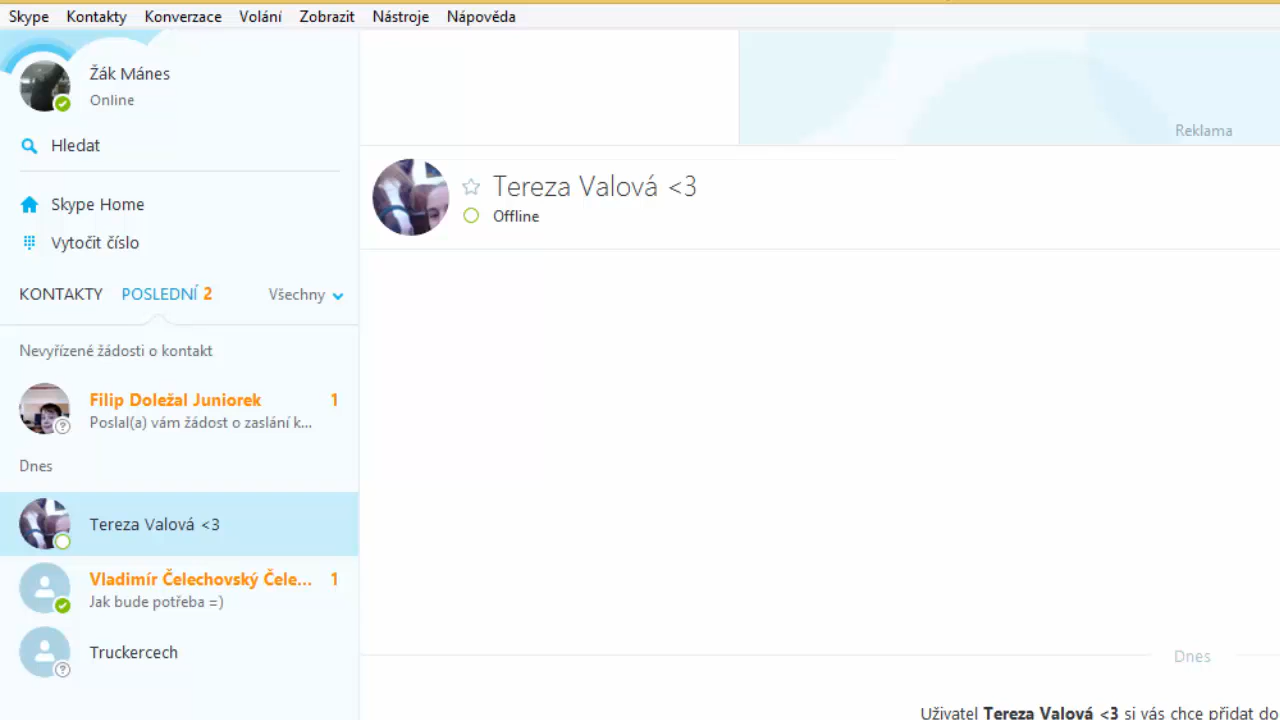 Skype Kontakty Konverzace Volání Zobrazit Nástroje Nápověda
Žák Mánes
Online
Hledat
Skype Home
Vytočit číslo
KONTAKTY POSLEDNÍ 2 Všechny
Nevyřízené žádosti o kontakt
Filip Doležal Juniorek 1
Poslal(a) vám žádost o zaslání k...
Dnes
Tereza Valová <3
Vladimír Čelechovský Čele... 1
Jak bude potřeba =)
Truckercech
Reklama
Tereza Valová <3
Offline
Dnes
Uživatel Tereza Valová <3 si vás chce přidat do